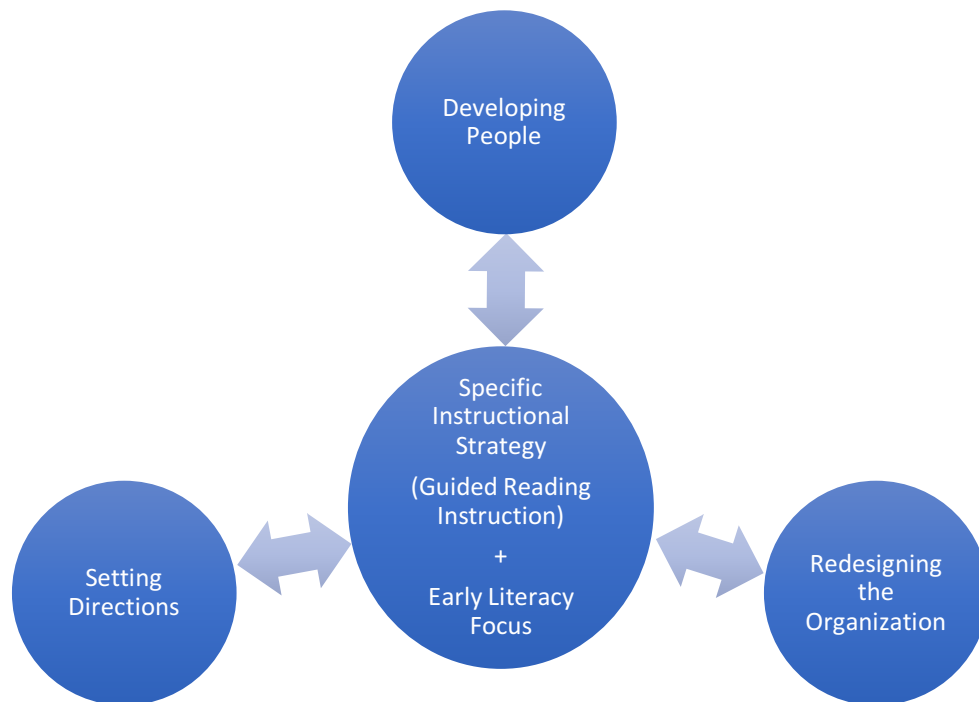 Developing
People
Specific
Instructional
Strategy
(Guided Reading
Instruction)
+
Early Literacy
Focus
Setting
Directions
Redesigning
the
Organization